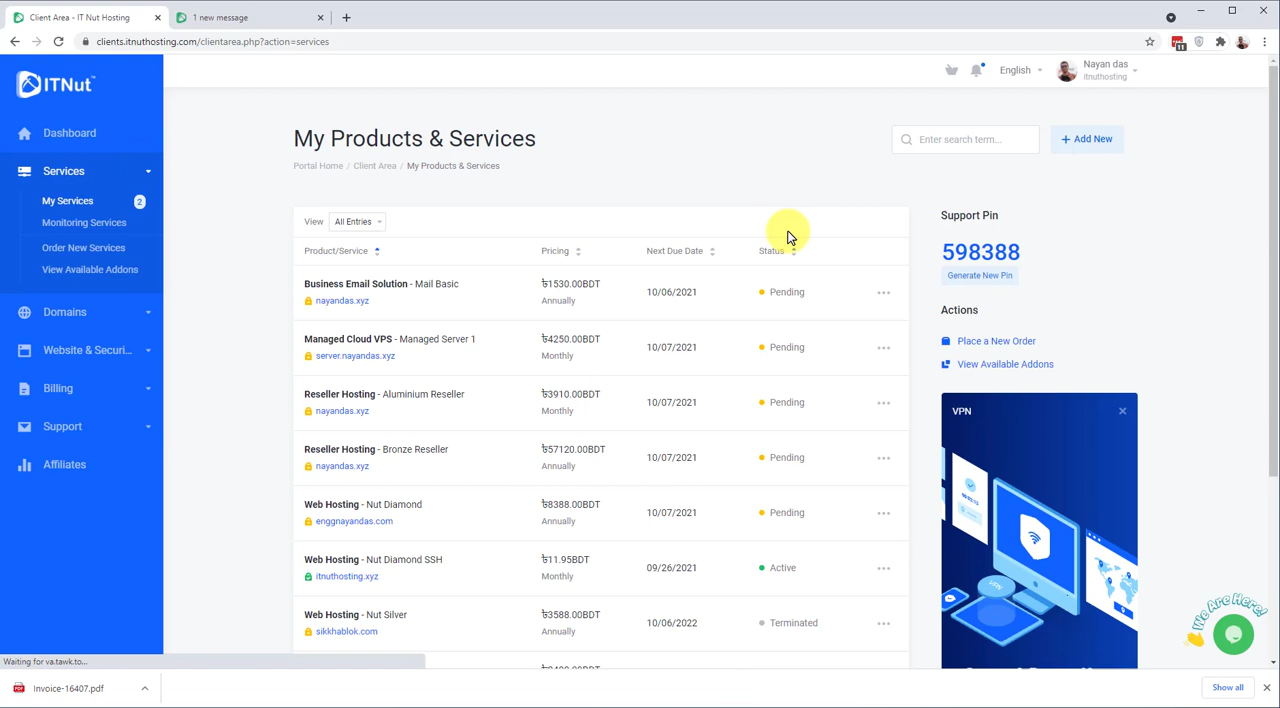 Client Area - IT Nut Hosting
1 new message
clients.itnuthosting.com/clientarea.php?action=services
11
ITNut™
English
Nayan das
itnuthosting
Dashboard
Services
My Services 2
Monitoring Services
Order New Services
View Available Addons
Domains
Website & Securi...
Billing
Support
Affiliates
My Products & Services
Portal Home / Client Area / My Products & Services
Enter search term...
+ Add New
View All Entries
Product/Service Pricing Next Due Date Status
Business Email Solution - Mail Basic ৳1530.00BDT 10/06/2021 Pending
nayandas.xyz Annually
Managed Cloud VPS - Managed Server 1 ৳4250.00BDT 10/07/2021 Pending
server.nayandas.xyz Monthly
Reseller Hosting - Aluminium Reseller ৳3910.00BDT 10/07/2021 Pending
nayandas.xyz Monthly
Reseller Hosting - Bronze Reseller ৳57120.00BDT 10/07/2021 Pending
nayandas.xyz Annually
Web Hosting - Nut Diamond ৳8388.00BDT 10/07/2021 Pending
enggnayandas.com Annually
Web Hosting - Nut Diamond SSH ৳11.95BDT 09/26/2021 Active
itnuthosting.xyz Monthly
Web Hosting - Nut Silver ৳3588.00BDT 10/06/2022 Terminated
sikkhablok.com Annually
Support Pin
598388
Generate New Pin
Actions
Place a New Order
View Available Addons
VPN
VPN
We Are Here!
Waiting for va.tawk.to...
Invoice-16407.pdf
Show all